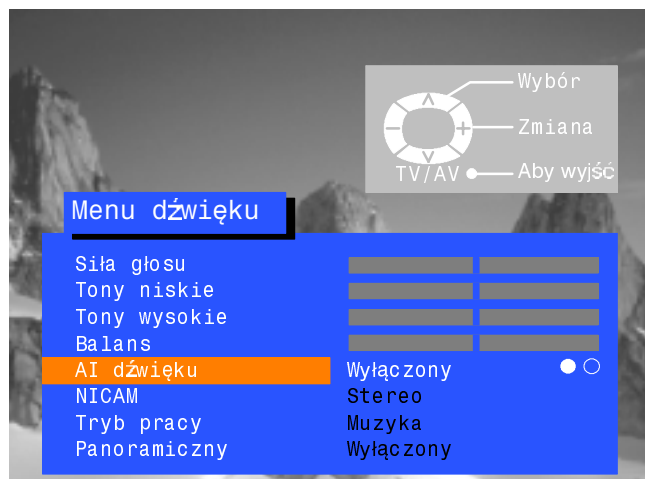 Wybór
Zmiana
TV/AV Aby wyjść
Menu dźwięku
Siła głosu
Tony niskie
Tony wysokie
Balans
AI dźwięku Wyłączony
NICAM Stereo
Tryb pracy Muzyka
Panoramiczny Wyłączony